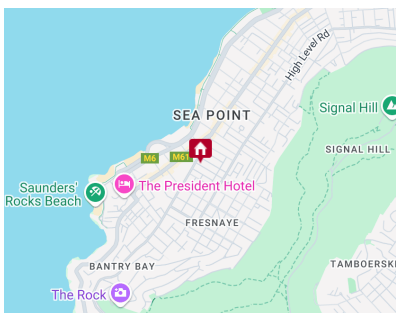 High Level Rd
Signal Hill
SEA POINT
SIGNAL HILL
M6
M61
The President Hotel
Saunders'
Rocks Beach
FRESNAYE
BANTRY BAY
TAMBOERSK
The Rock